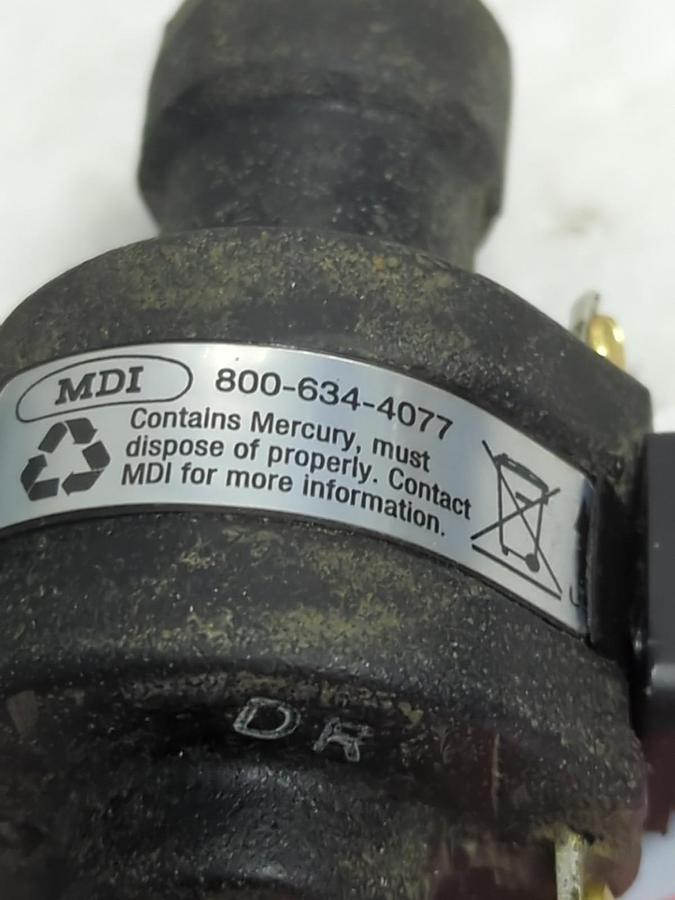 MDI 800-634-4077
Contains Mercury, must
dispose of properly. Contact
MDI for more information.
DR